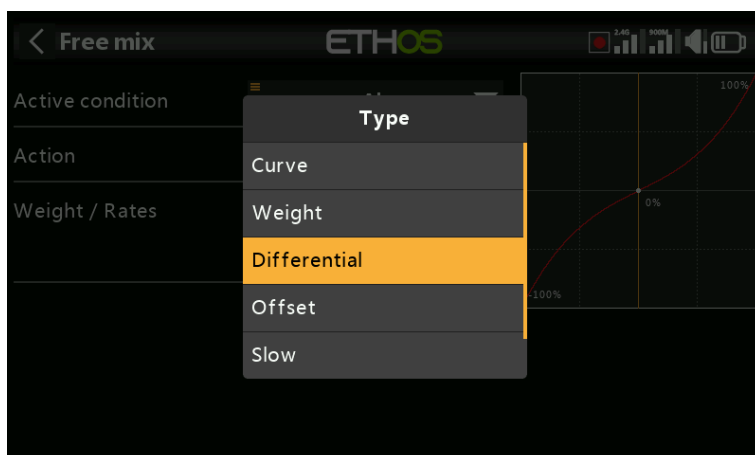 Free mix
ETHOS
2.4G
900M
Active condition
Type
100%
Action
Curve
Weight / Rates
Weight
0%
Differential
-100%
Offset
Slow